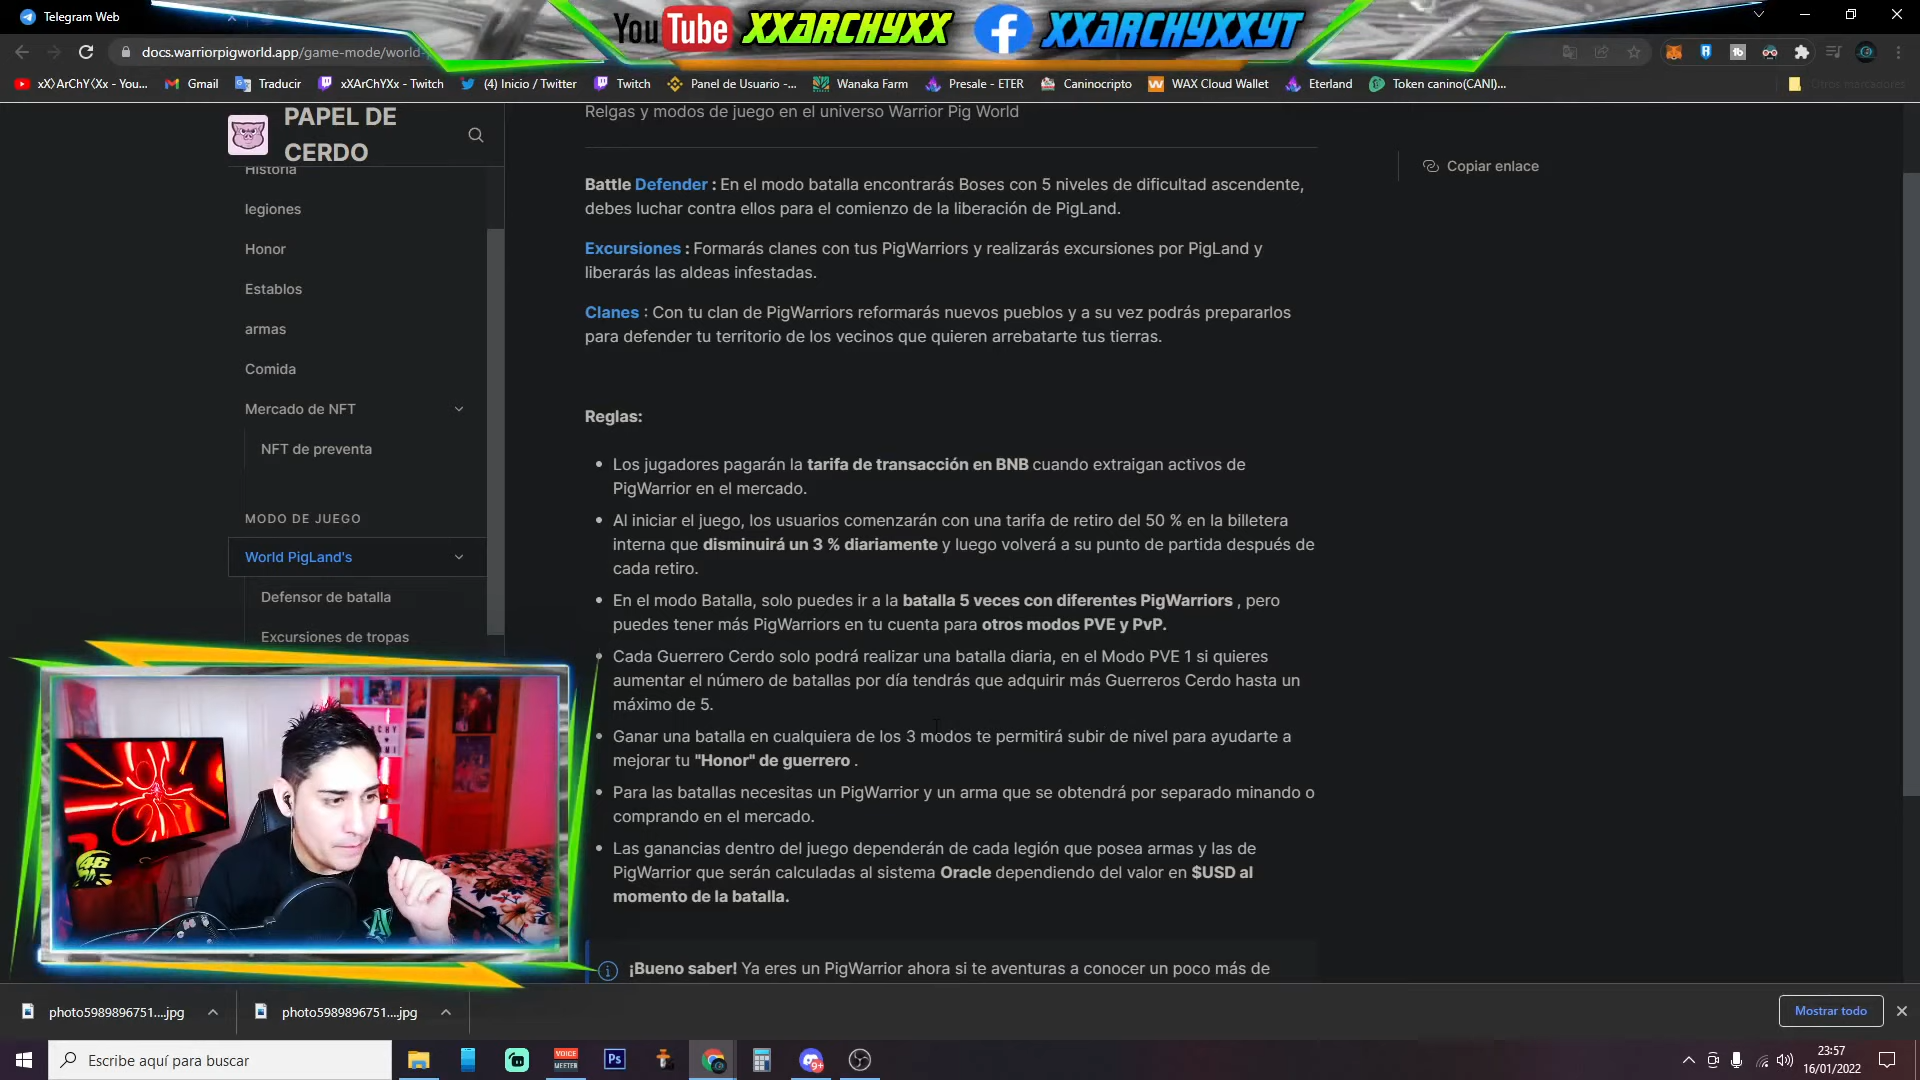 Telegram Web
YouTube XXARCHYXX
XXARCHYXXYT
docs.warriorpigworld.app/game-mode/world-
xX》ArChY《Xx - You...
Gmail
Traducir
xXArChYXx - Twitch
(4) Inicio / Twitter
Twitch
Panel de Usuario -...
Wanaka Farm
Presale - ETER
Caninocripto
WAX Cloud Wallet
Eterland
Token canino(CANI)...
Otros marcadores
PAPEL DE
CERDO
Historia
legiones
Honor
Establos
armas
Comida
Mercado de NFT
NFT de preventa
MODO DE JUEGO
World PigLand's
Defensor de batalla
Excursiones de tropas
Relgas y modos de juego en el universo Warrior Pig World
Copiar enlace
Battle Defender : En el modo batalla encontrarás Boses con 5 niveles de dificultad ascendente,
debes luchar contra ellos para el comienzo de la liberación de PigLand.
Excursiones : Formarás clanes con tus PigWarriors y realizarás excursiones por PigLand y
liberarás las aldeas infestadas.
Clanes : Con tu clan de PigWarriors reformarás nuevos pueblos y a su vez podrás prepararlos
para defender tu territorio de los vecinos que quieren arrebatarte tus tierras.
Reglas:
Los jugadores pagarán la tarifa de transacción en BNB cuando extraigan activos de
PigWarrior en el mercado.
Al iniciar el juego, los usuarios comenzarán con una tarifa de retiro del 50 % en la billetera
interna que disminuirá un 3 % diariamente y luego volverá a su punto de partida después de
cada retiro.
En el modo Batalla, solo puedes ir a la batalla 5 veces con diferentes PigWarriors , pero
puedes tener más PigWarriors en tu cuenta para otros modos PVE y PvP.
Cada Guerrero Cerdo solo podrá realizar una batalla diaria, en el Modo PVE 1 si quieres
aumentar el número de batallas por día tendrás que adquirir más Guerreros Cerdo hasta un
máximo de 5.
Ganar una batalla en cualquiera de los 3 modos te permitirá subir de nivel para ayudarte a
mejorar tu "Honor" de guerrero .
Para las batallas necesitas un PigWarrior y un arma que se obtendrá por separado minando o
comprando en el mercado.
Las ganancias dentro del juego dependerán de cada legión que posea armas y las de
PigWarrior que serán calculadas al sistema Oracle dependiendo del valor en $USD al
momento de la batalla.
¡Bueno saber! Ya eres un PigWarrior ahora si te aventuras a conocer un poco más de
46
photo5989896751....jpg
photo5989896751....jpg
Mostrar todo
Escribe aquí para buscar
VOICE
MEETER
Ps
9+
23:57
16/01/2022